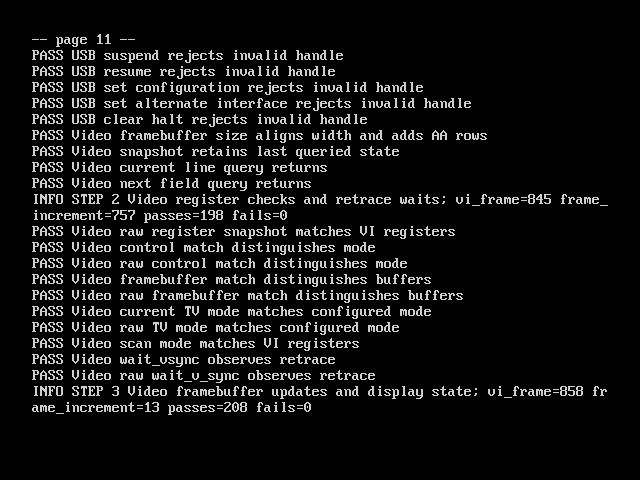 -- page 11 --
PASS USB suspend rejects invalid handle
PASS USB resume rejects invalid handle
PASS USB set configuration rejects invalid handle
PASS USB set alternate interface rejects invalid handle
PASS USB clear halt rejects invalid handle
PASS Video framebuffer size aligns width and adds AA rows
PASS Video snapshot retains last queried state
PASS Video current line query returns
PASS Video next field query returns
INFO STEP 2 Video register checks and retrace waits; vi_frame=845 frame_
increment=757 passes=198 fails=0
PASS Video raw register snapshot matches VI registers
PASS Video control match distinguishes mode
PASS Video raw control match distinguishes mode
PASS Video framebuffer match distinguishes buffers
PASS Video raw framebuffer match distinguishes buffers
PASS Video current TV mode matches configured mode
PASS Video raw TV mode matches configured mode
PASS Video scan mode matches VI registers
PASS Video wait_vsync observes retrace
PASS Video raw wait_v_sync observes retrace
INFO STEP 3 Video framebuffer updates and display state; vi_frame=858 fr
ame_increment=13 passes=208 fails=0